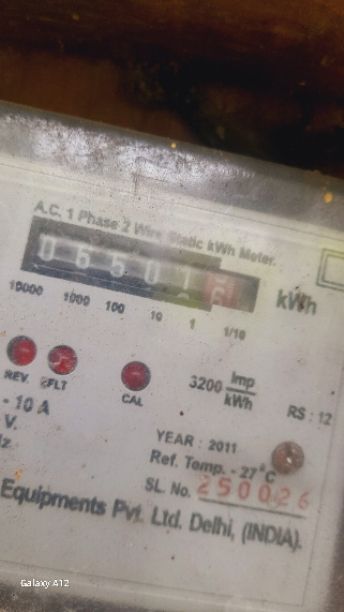 A.C. 1 Phase 2 Wire Static kWh Meter.
0 6 5 0 1
kWh
10000 1000 100 10 1 1/10
REV. EFLT CAL
3200 Imp/kWh
RS : 12
- 10 A
V.
Hz
YEAR : 2011
Ref. Temp. - 27°C
SL. No. 250026
Equipments Pvt. Ltd. Delhi, (INDIA).
Galaxy A12